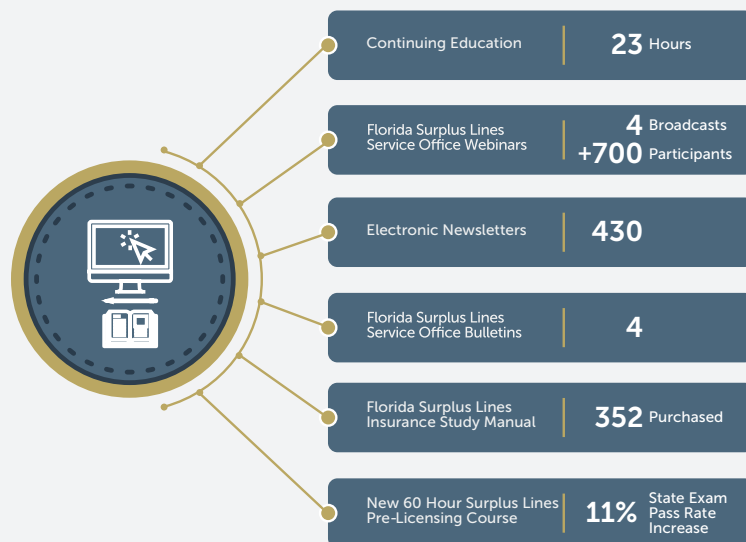 Continuing Education
23 Hours
Florida Surplus Lines
Service Office Webinars
4 Broadcasts
+700 Participants
Electronic Newsletters
430
Florida Surplus Lines
Service Office Bulletins
4
Florida Surplus Lines
Insurance Study Manual
352 Purchased
New 60 Hour Surplus Lines
Pre-Licensing Course
11% State Exam
Pass Rate
Increase